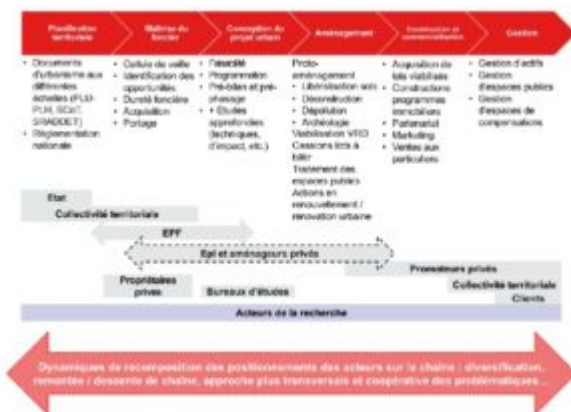 Planification
territoriale
Maîtrise du
foncier
Conception du
projet urbain
Aménagement
Construction et
commercialisation
Gestion
• Documents
d'urbanisme aux
différentes
échelles (PLU-
PLH, SCoT,
SRADDET)
• Réglementation
nationale
• Cellule de veille
• Identification des
opportunités
• Dureté foncière
• Acquisition
• Portage
• Faisabilité
• Programmation
• Pré-bilan et pré-
phasage
• + Etudes
approfondies
(techniques,
d'impact, etc.)
Proto-
aménagement
• Libération sols
• Déconstruction
• Dépollution
• Archéologie
Viabilisation VRD
Cessions lots à
bâtir
Traitement des
espaces publics
Actions en
renouvellement /
rénovation urbaine
• Acquisition de
lots viabilisés
• Constructions
programmes
immobiliers
• Partenariat
• Marketing
• Ventes aux
particuliers
• Gestion d'actifs
• Gestion
d'espaces publics
• Gestion
d'espaces de
compensations
Etat
Collectivité territoriale
EPF
Epl et aménageurs privés
Promoteurs privés
Propriétaires
privés
Bureaux d'études
Collectivité territoriale
Clients
Acteurs de la recherche
Dynamiques de recomposition des positionnements des acteurs sur la chaîne : diversification,
remontée / descente de chaîne, approche plus transversale et coopérative des problématiques...